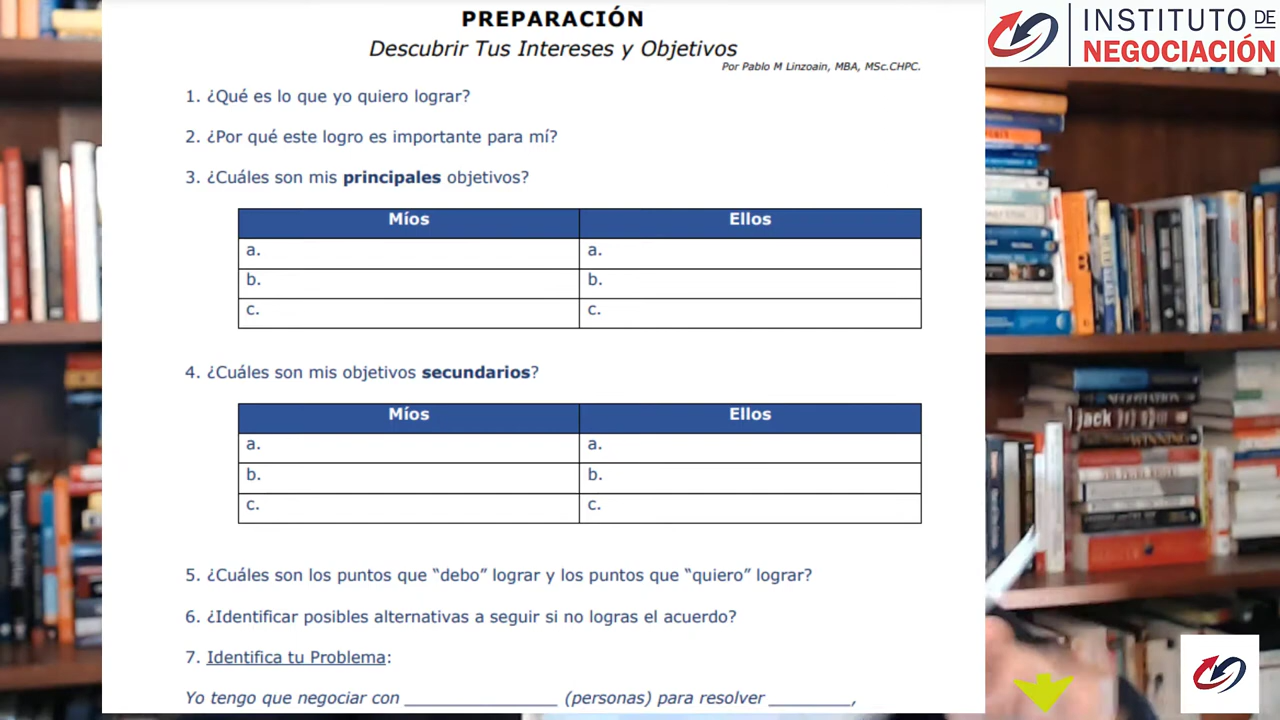 PREPARACIÓN
Descubrir Tus Intereses y Objetivos
Por Pablo M Linzoain, MBA, MSc.CHPC.
INSTITUTO DE
NEGOCIACIÓN
1. ¿Qué es lo que yo quiero lograr?
2. ¿Por qué este logro es importante para mí?
3. ¿Cuáles son mis principales objetivos?
Míos Ellos
a. a.
b. b.
c. c.
4. ¿Cuáles son mis objetivos secundarios?
Míos Ellos
a. a.
b. b.
c. c.
5. ¿Cuáles son los puntos que “debo” lograr y los puntos que “quiero” lograr?
6. ¿Identificar posibles alternativas a seguir si no logras el acuerdo?
7. Identifica tu Problema:
Yo tengo que negociar con ________________ (personas) para resolver _________,
NEGOTIATION
jack
WINNING